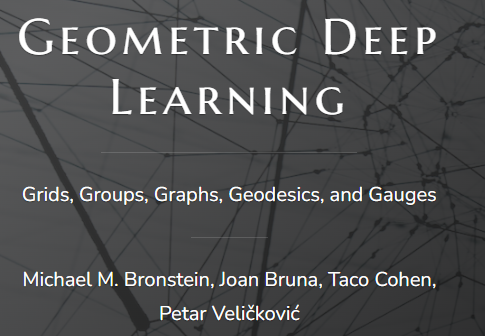 Geometric Deep
Learning
Grids, Groups, Graphs, Geodesics, and Gauges
Michael M. Bronstein, Joan Bruna, Taco Cohen,
Petar Veličković